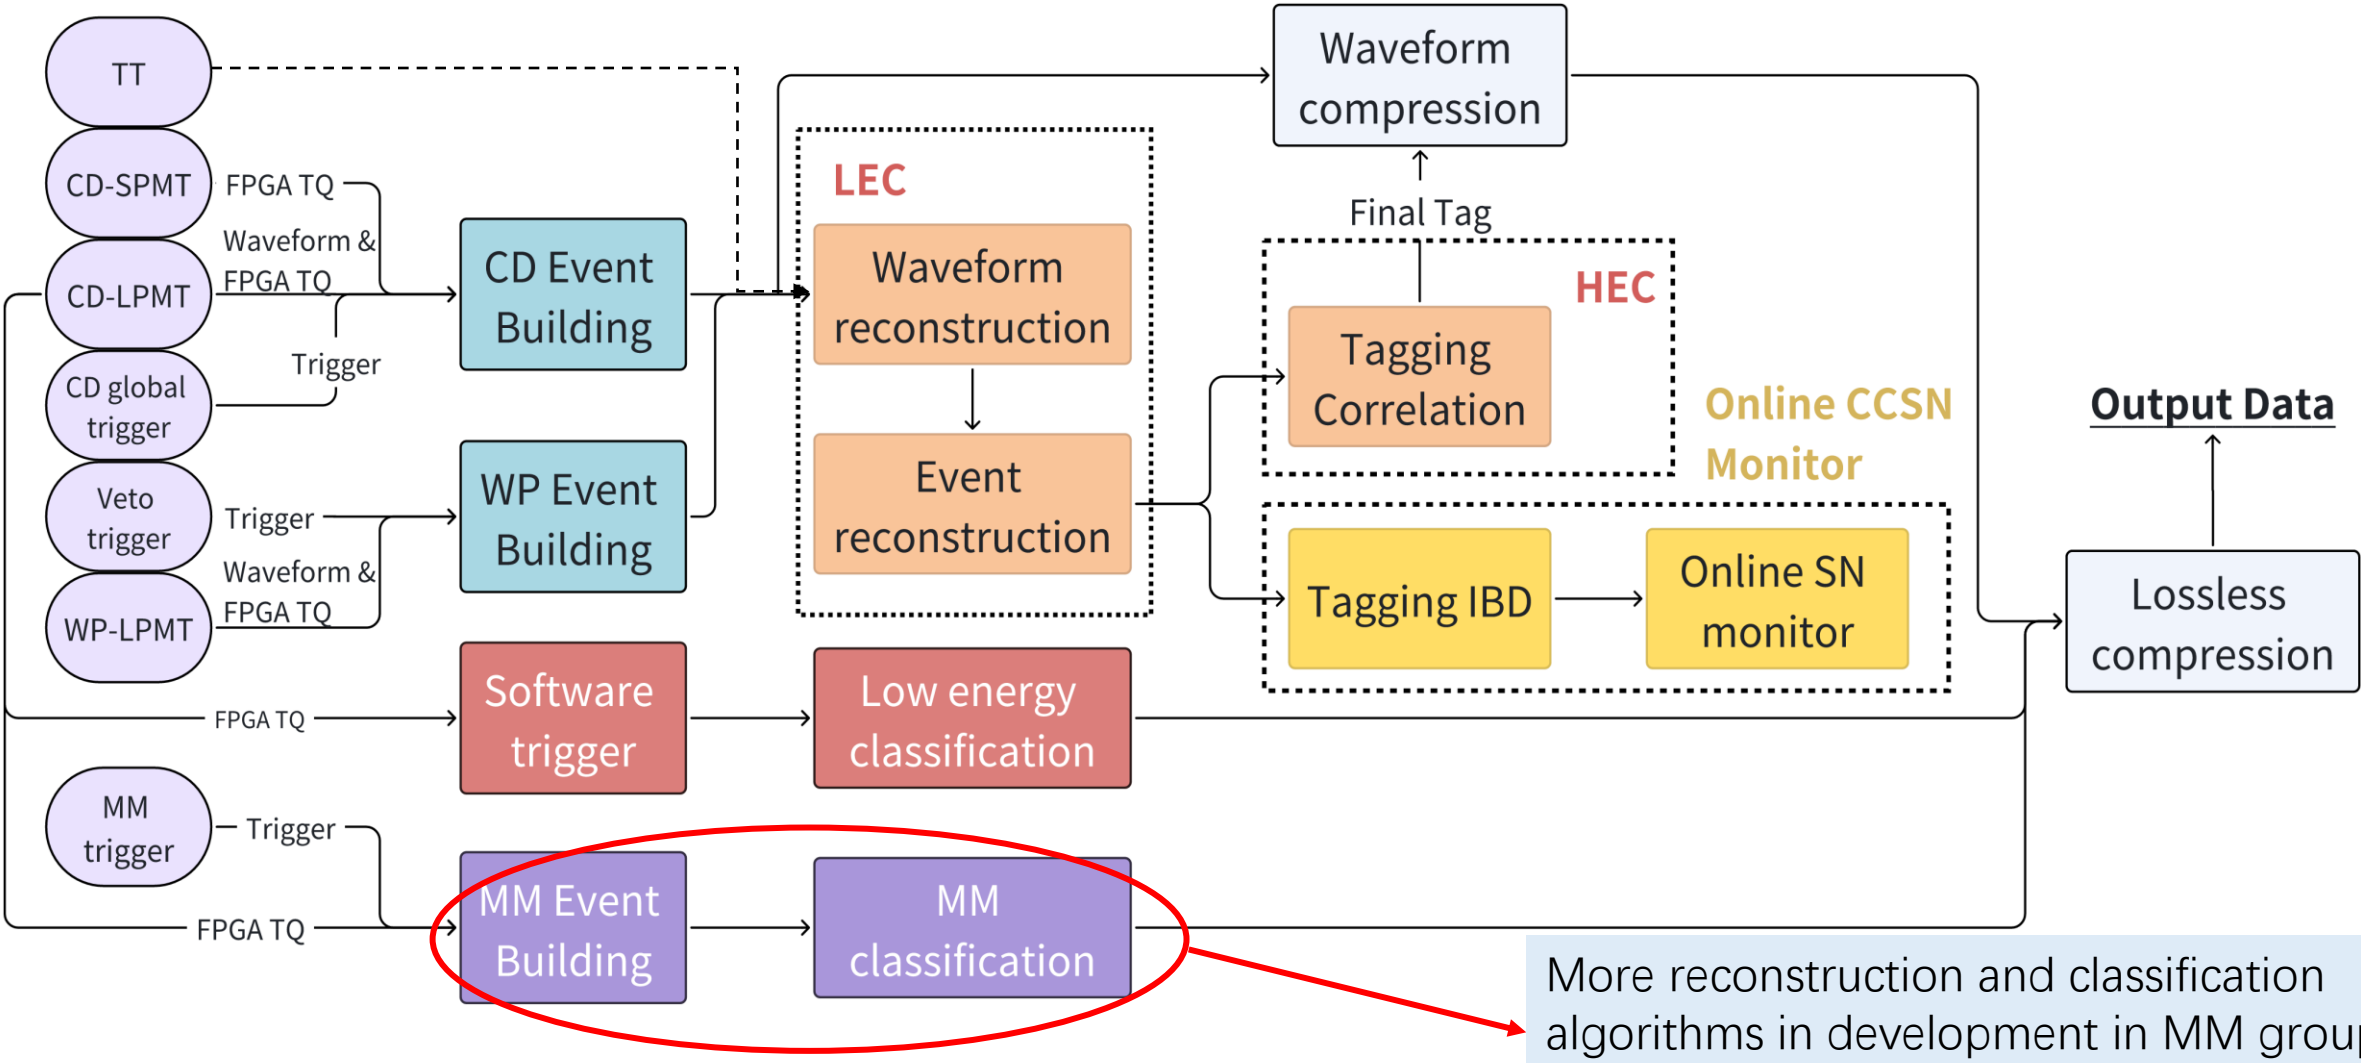 TT
CD-SPMT
FPGA TQ
Waveform &
FPGA TQ
CD-LPMT
CD global
trigger
Trigger
Veto
trigger
Trigger
Waveform &
FPGA TQ
WP-LPMT
FPGA TQ
MM
trigger
Trigger
FPGA TQ
CD Event
Building
WP Event
Building
Software
trigger
MM Event
Building
LEC
Waveform
reconstruction
Event
reconstruction
Low energy
classification
MM
classification
Waveform
compression
Final Tag
HEC
Tagging
Correlation
Online CCSN
Monitor
Tagging IBD
Online SN
monitor
Output Data
Lossless
compression
More reconstruction and classification
algorithms in development in MM group